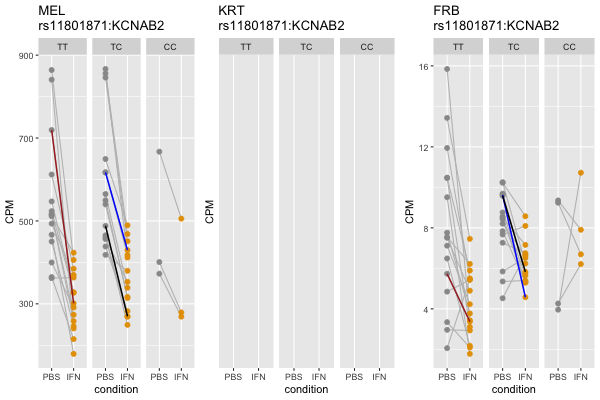 MEL
rs11801871:KCNAB2
TT TC CC
900
700
500
300
CPM
PBS IFN PBS IFN PBS IFN
condition
KRT
rs11801871:KCNAB2
TT TC CC
CPM
PBS IFN PBS IFN PBS IFN
condition
FRB
rs11801871:KCNAB2
TT TC CC
16
12
8
4
CPM
PBS IFN PBS IFN PBS IFN
condition